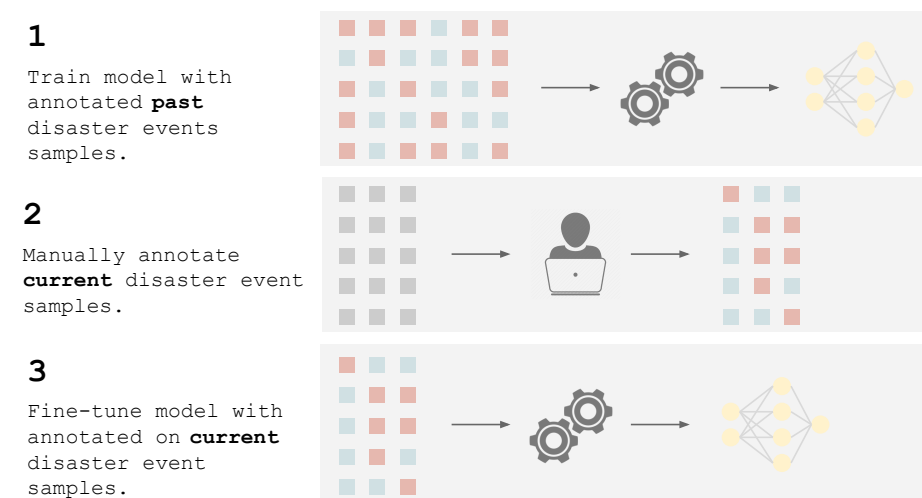 1
Train model with
annotated past
disaster events
samples.
2
Manually annotate
current disaster event
samples.
3
Fine-tune model with
annotated on current
disaster event
samples.